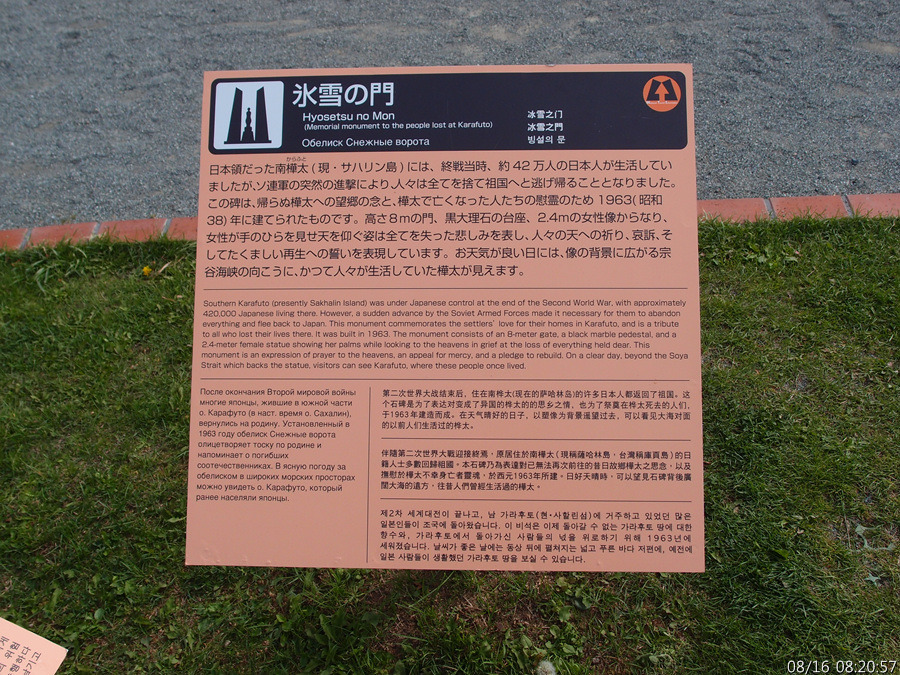 氷雪の門
Hyosetsu no Mon
(Memorial monument to the people lost at Karafuto)
Обелиск Снежные ворота
冰雪之门
冰雪之門
빙설의 문
からふと
日本領だった南樺太(現・サハリン島)には、終戦当時、約42万人の日本人が生活してい
ましたが、ソ連軍の突然の進撃により、人々は全てを捨て祖国へと逃げ帰ることとなりました。
この碑は、帰らぬ樺太への望郷の念と、樺太で亡くなった人たちの慰霊のため1963(昭和
38)年に建てられたものです。高さ8mの門、黒大理石の台座、2.4mの女性像からなり、
女性が手のひらを見せ天を仰ぐ姿は全てを失った悲しみを表し、人々の天への祈り、哀訴、そ
してたくましい再生への誓いを表現しています。お天気が良い日には、像の背景に広がる宗
谷海峡の向こうに、かつて人々が生活していた樺太が見えます。
Southern Karafuto (presently Sakhalin Island) was under Japanese control at the end of the Second World War, with approximately
420,000 Japanese living there. However, a sudden advance by the Soviet Armed Forces made it necessary for them to abandon
everything and flee back to Japan. This monument commemorates the settlers' love for their homes in Karafuto, and is a tribute
to all who lost their lives there. It was built in 1963. The monument consists of an 8-meter gate, a black marble pedestal, and a
2.4-meter female statue showing her palms while looking to the heavens in grief at the loss of everything held dear. This
monument is an expression of prayer to the heavens, an appeal for mercy, and a pledge to rebuild. On a clear day, beyond the Soya
Strait which backs the statue, visitors can see Karafuto, where these people once lived.
После окончания Второй мировой войны
многие японцы, жившие в южной части
о. Карафуто (в наст. время о. Сахалин),
вернулись на родину. Установленный в
1963 году обелиск Снежные ворота
олицетворяет тоску по родине и
напоминает о погибших
соотечественниках. В ясную погоду за
обелиском в широких морских просторах
можно увидеть о. Карафуто, который
ранее населяли японцы.
第二次世界大战结束后，住在南桦太(现在的萨哈林岛)的许多日本人都返回了祖国。这
个石碑是为了表达对变成了异国的桦太的的思乡之情，也为了祭奠在桦太死去的人们，
于1963年建造而成。在天气晴好的日子，以塑像为背景遥望过去，可以看见大海对面
的以前人们生活过的桦太。
伴隨第二次世界大戰迎接終焉，原居住於南樺太(現稱薩哈林島，台灣稱庫頁島)的日
籍人士多數回歸祖國。本石碑乃為表達對已無法再次前往的昔日故鄉樺太之思念，以及
撫慰於樺太不幸身亡者靈魂，於西元1963年所建。日好天晴時，可以望見石碑背後廣
闊大海的遠方，往昔人們曾經生活過的樺太。
제2차 세계대전이 끝나고, 남 가라후토(현・사할린섬)에 거주하고 있었던 많은
일본인들이 조국에 돌아왔습니다. 이 비석은 이제 돌아갈 수 없는 가라후토 땅에 대한
향수와, 가라후토에서 돌아가신 사람들의 넋을 위로하기 위해 1963년에
세워졌습니다. 날씨가 좋은 날에는 동상 뒤에 펼쳐지는 넓고 푸른 바다 저편에, 예전에
일본 사람들이 생활했던 가라후토 땅을 보실 수 있습니다.
08/16 08:20:57